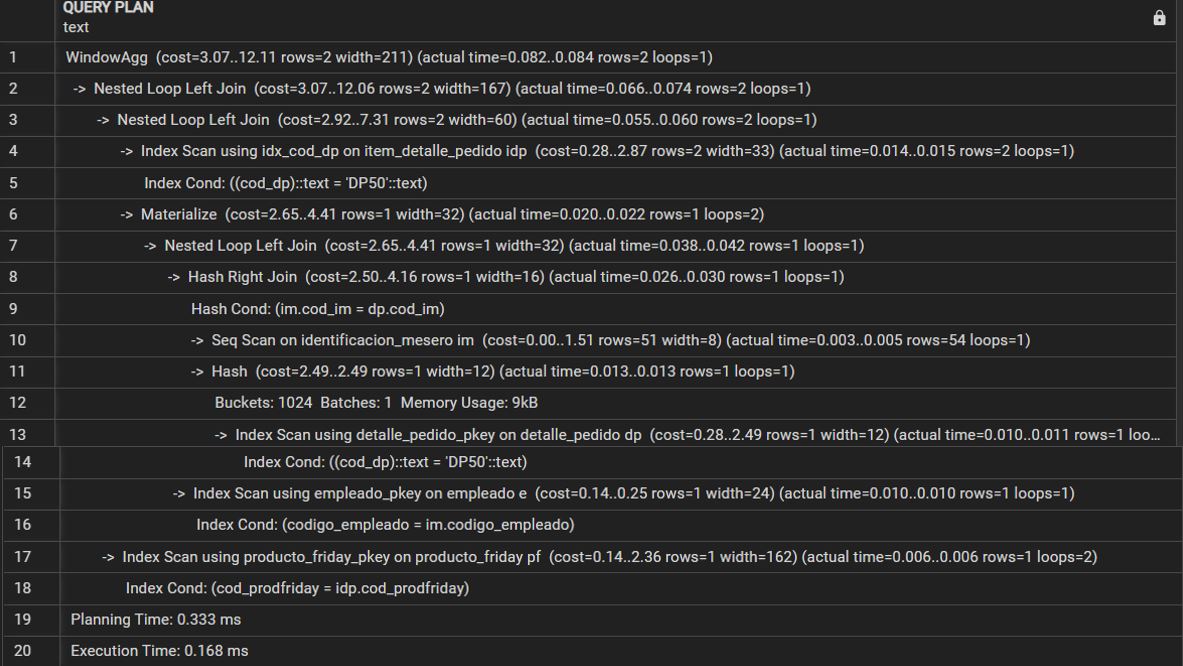 QUERY PLAN
text
1 WindowAgg (cost=3.07..12.11 rows=2 width=211) (actual time=0.082..0.084 rows=2 loops=1)
2 -> Nested Loop Left Join (cost=3.07..12.06 rows=2 width=167) (actual time=0.066..0.074 rows=2 loops=1)
3 -> Nested Loop Left Join (cost=2.92..7.31 rows=2 width=60) (actual time=0.055..0.060 rows=2 loops=1)
4 -> Index Scan using idx_cod_dp on item_detalle_pedido idp (cost=0.28..2.87 rows=2 width=33) (actual time=0.014..0.015 rows=2 loops=1)
5 Index Cond: ((cod_dp)::text = 'DP50'::text)
6 -> Materialize (cost=2.65..4.41 rows=1 width=32) (actual time=0.020..0.022 rows=1 loops=2)
7 -> Nested Loop Left Join (cost=2.65..4.41 rows=1 width=32) (actual time=0.038..0.042 rows=1 loops=1)
8 -> Hash Right Join (cost=2.50..4.16 rows=1 width=16) (actual time=0.026..0.030 rows=1 loops=1)
9 Hash Cond: (im.cod_im = dp.cod_im)
10 -> Seq Scan on identificacion_mesero im (cost=0.00..1.51 rows=51 width=8) (actual time=0.003..0.005 rows=54 loops=1)
11 -> Hash (cost=2.49..2.49 rows=1 width=12) (actual time=0.013..0.013 rows=1 loops=1)
12 Buckets: 1024 Batches: 1 Memory Usage: 9kB
13 -> Index Scan using detalle_pedido_pkey on detalle_pedido dp (cost=0.28..2.49 rows=1 width=12) (actual time=0.010..0.011 rows=1 loo...
14 Index Cond: ((cod_dp)::text = 'DP50'::text)
15 -> Index Scan using empleado_pkey on empleado e (cost=0.14..0.25 rows=1 width=24) (actual time=0.010..0.010 rows=1 loops=1)
16 Index Cond: (codigo_empleado = im.codigo_empleado)
17 -> Index Scan using producto_friday_pkey on producto_friday pf (cost=0.14..2.36 rows=1 width=162) (actual time=0.006..0.006 rows=1 loops=2)
18 Index Cond: (cod_prodfriday = idp.cod_prodfriday)
19 Planning Time: 0.333 ms
20 Execution Time: 0.168 ms